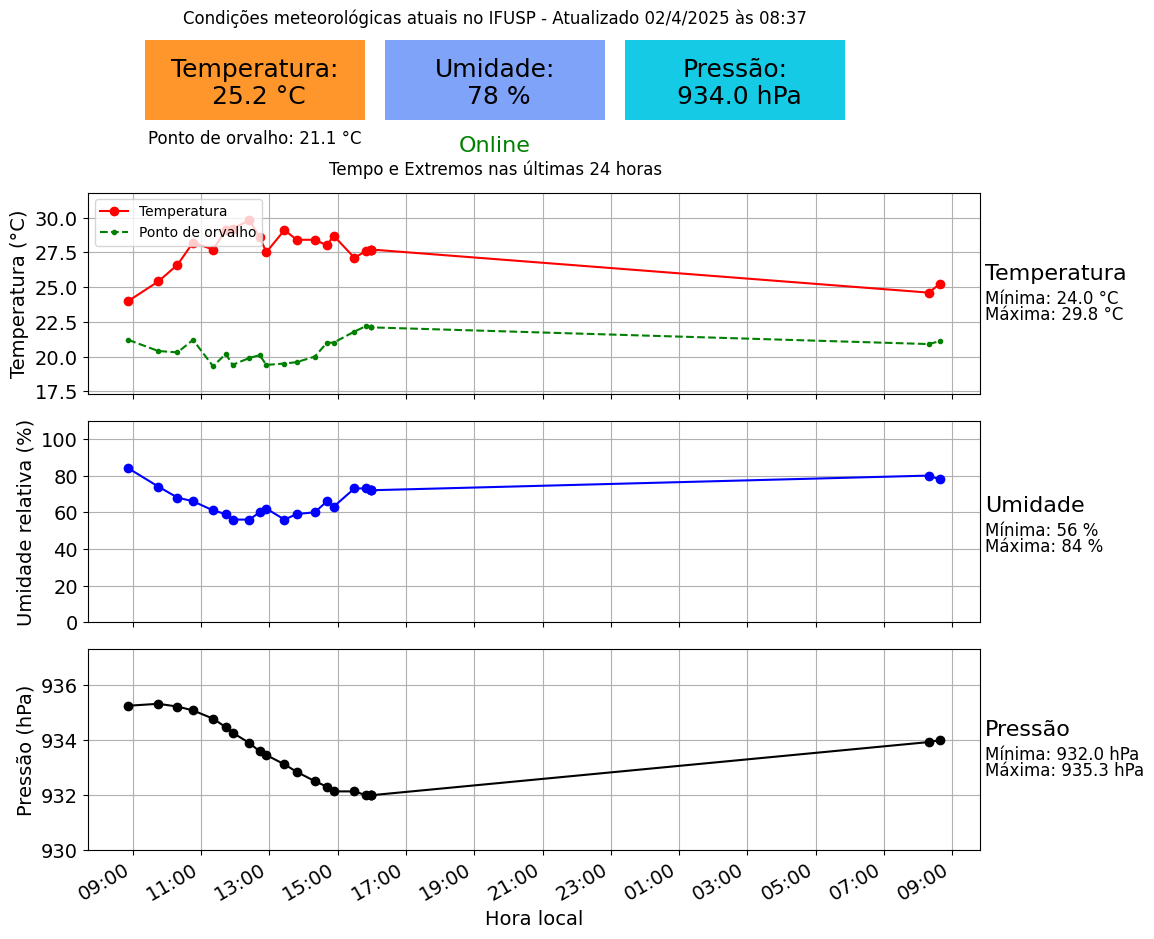 Condições meteorológicas atuais no IFUSP - Atualizado 02/4/2025 às 08:37
Temperatura:
25.2 °C
Umidade:
78 %
Pressão:
934.0 hPa
Ponto de orvalho: 21.1 °C
Online
Tempo e Extremos nas últimas 24 horas
Temperatura (°C)
30.0
27.5
25.0
22.5
20.0
17.5
Temperatura
Ponto de orvalho
Temperatura
Mínima: 24.0 °C
Máxima: 29.8 °C
Umidade relativa (%)
100
80
60
40
20
0
Umidade
Mínima: 56 %
Máxima: 84 %
Pressão (hPa)
936
934
932
930
Pressão
Mínima: 932.0 hPa
Máxima: 935.3 hPa
09:00 11:00 13:00 15:00 17:00 19:00 21:00 23:00 01:00 03:00 05:00 07:00 09:00
Hora local